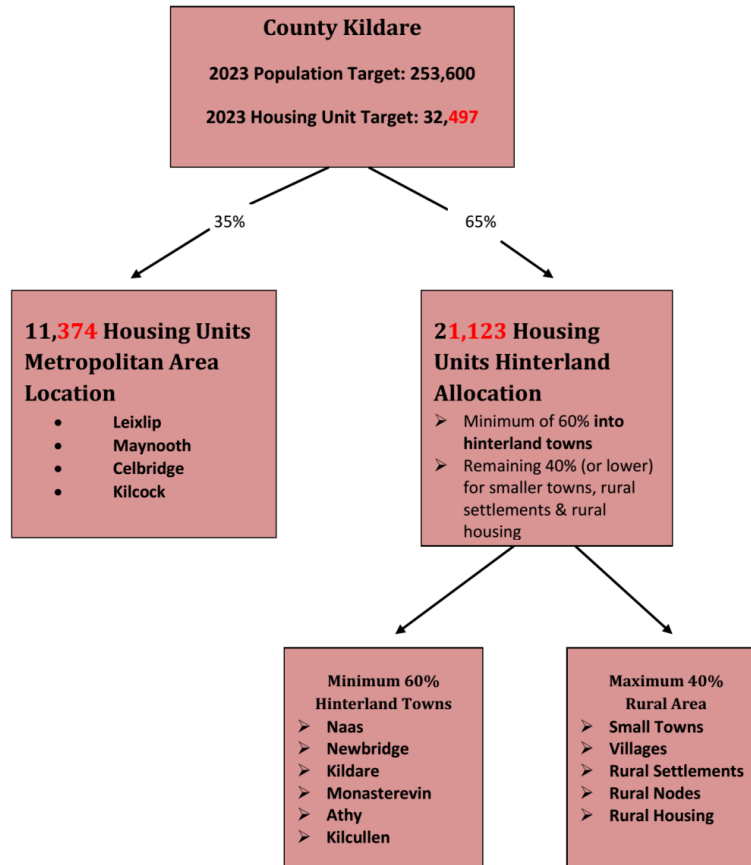 County Kildare
2023 Population Target: 253,600
2023 Housing Unit Target: 32,497
35%
65%
11,374 Housing Units
Metropolitan Area
Location
• Leixlip
• Maynooth
• Celbridge
• Kilcock
21,123 Housing
Units Hinterland
Allocation
➢ Minimum of 60% into
hinterland towns
➢ Remaining 40% (or lower)
for smaller towns, rural
settlements & rural
housing
Minimum 60%
Hinterland Towns
➢ Naas
➢ Newbridge
➢ Kildare
➢ Monasterevin
➢ Athy
➢ Kilcullen
Maximum 40%
Rural Area
➢ Small Towns
➢ Villages
➢ Rural Settlements
➢ Rural Nodes
➢ Rural Housing